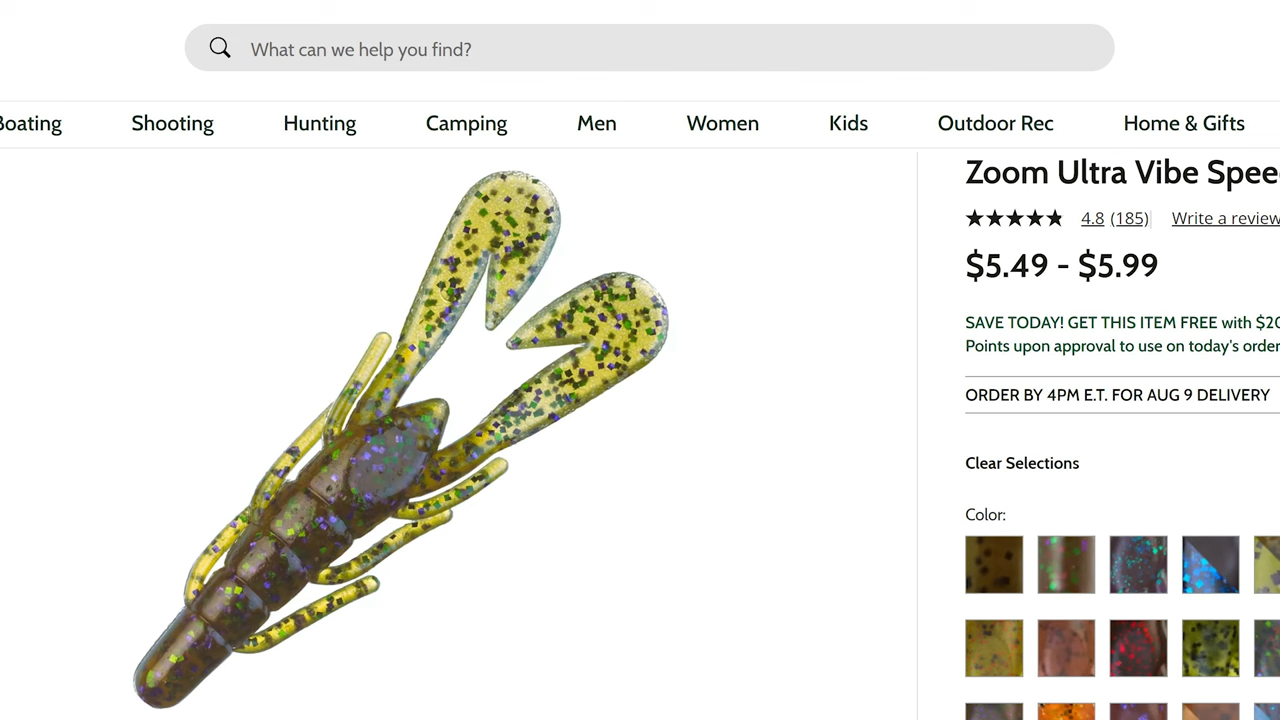 What can we help you find?
Boating Shooting Hunting Camping Men Women Kids Outdoor Rec Home & Gifts
Zoom Ultra Vibe
4.8 (185) Write a review
$5.49 - $5.99
SAVE TODAY! GET THIS ITEM FREE with
Points upon approval to use on today's order
ORDER BY 4PM E.T. FOR AUG 9 DELIVERY
Clear Selections
Color: